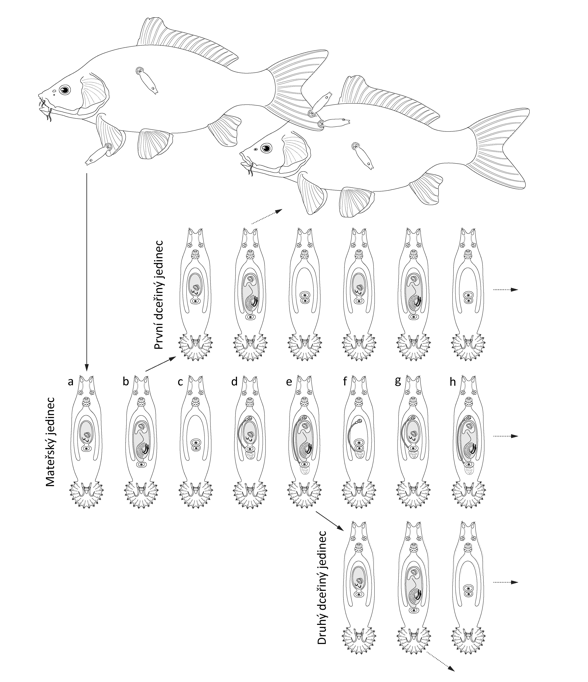 První dceřiný jedinec
Mateřský jedinec
a b c d e f g h
Druhý dceřiný jedinec